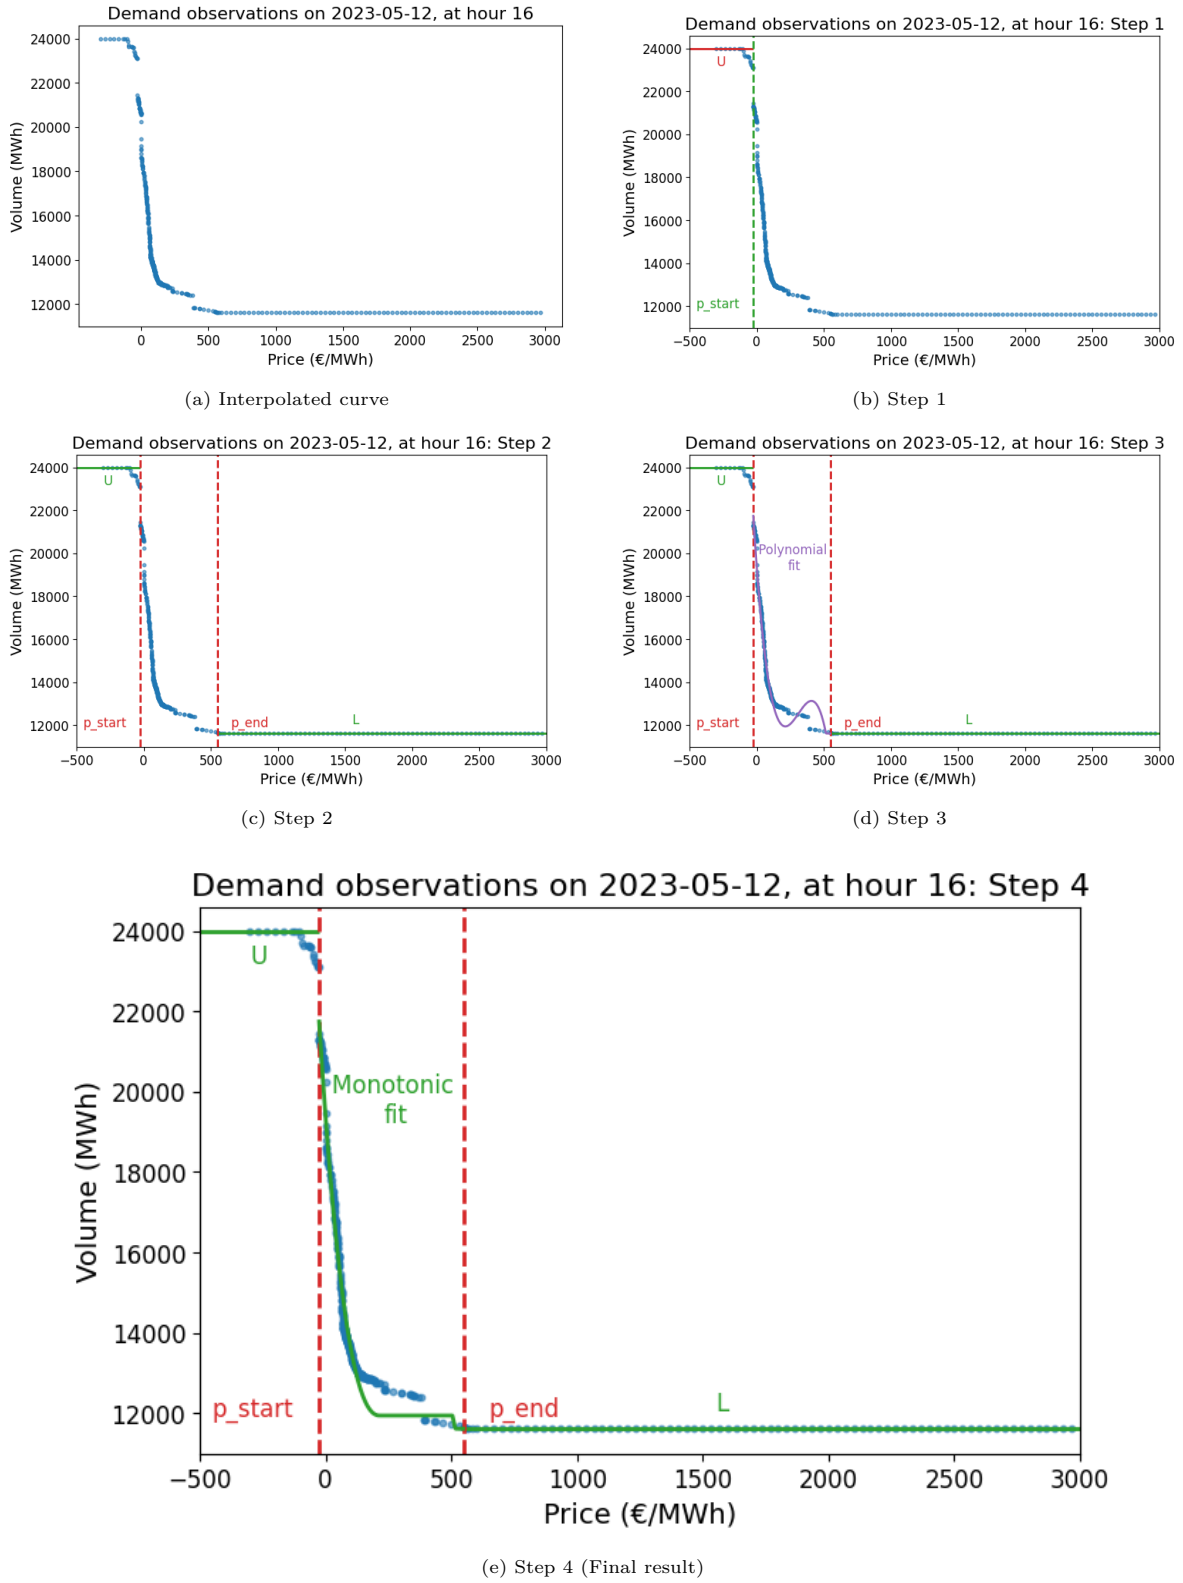 Demand observations on 2023-05-12, at hour 16
24000
22000
20000
18000
16000
14000
12000
Volume (MWh)
0 500 1000 1500 2000 2500 3000
Price (€/MWh)
(a) Interpolated curve
Demand observations on 2023-05-12, at hour 16: Step 1
24000
22000
20000
18000
16000
14000
12000
Volume (MWh)
U
p_start
−500 0 500 1000 1500 2000 2500 3000
Price (€/MWh)
(b) Step 1
Demand observations on 2023-05-12, at hour 16: Step 2
24000
22000
20000
18000
16000
14000
12000
Volume (MWh)
U
p_start
p_end
L
−500 0 500 1000 1500 2000 2500 3000
Price (€/MWh)
(c) Step 2
Demand observations on 2023-05-12, at hour 16: Step 3
24000
22000
20000
18000
16000
14000
12000
Volume (MWh)
U
Polynomial
fit
p_start
p_end
L
−500 0 500 1000 1500 2000 2500 3000
Price (€/MWh)
(d) Step 3
Demand observations on 2023-05-12, at hour 16: Step 4
24000
22000
20000
18000
16000
14000
12000
Volume (MWh)
U
Monotonic
fit
p_start
p_end
L
−500 0 500 1000 1500 2000 2500 3000
Price (€/MWh)
(e) Step 4 (Final result)